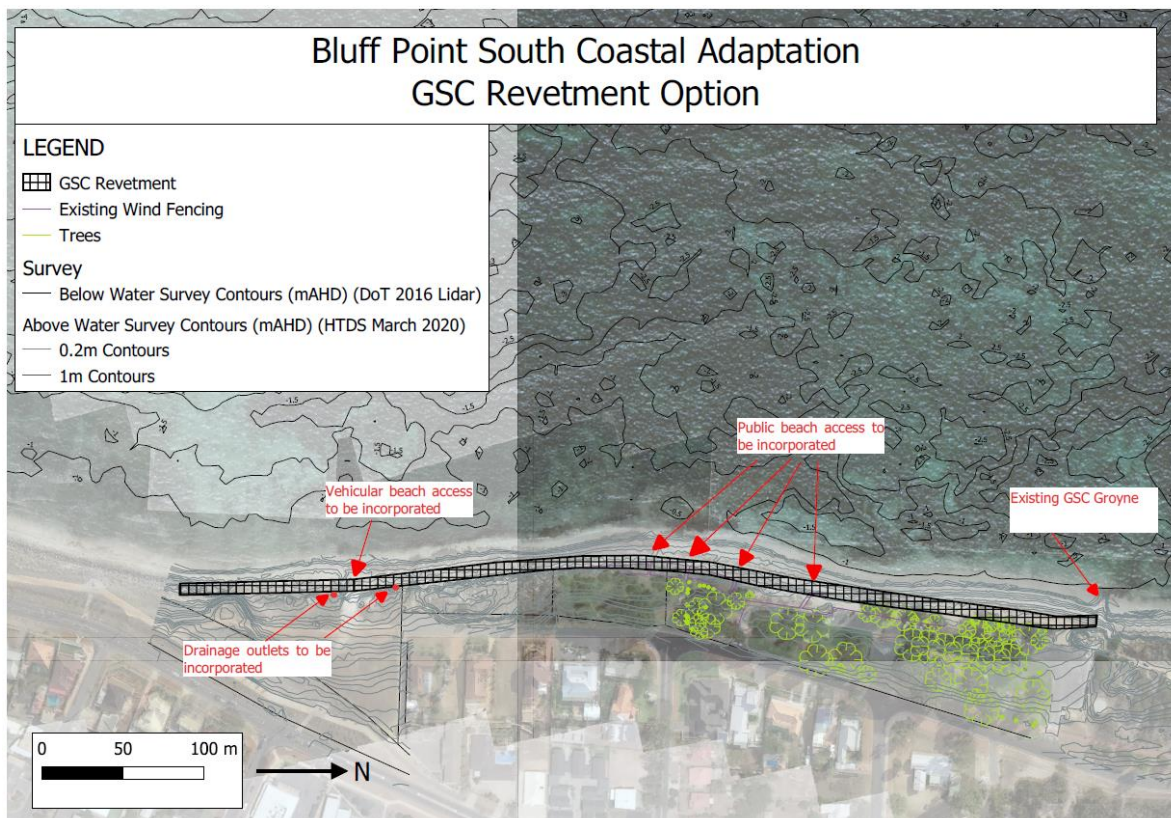 Bluff Point South Coastal Adaptation
GSC Revetment Option
LEGEND
GSC Revetment
Existing Wind Fencing
Trees
Survey
Below Water Survey Contours (mAHD) (DoT 2016 Lidar)
Above Water Survey Contours (mAHD) (HTDS March 2020)
0.2m Contours
1m Contours
Public beach access to
be incorporated
Vehicular beach access
to be incorporated
Existing GSC Groyne
Drainage outlets to be
incorporated
0 50 100 m
N